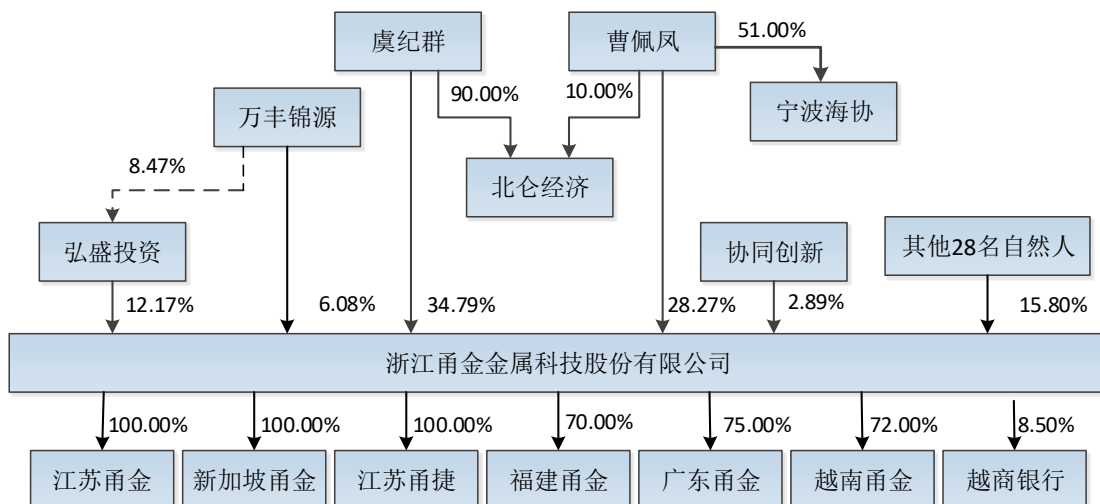 虞纪群
曹佩凤
51.00%
万丰锦源
90.00%
10.00%
宁波海协
8.47%
北仑经济
弘盛投资
协同创新
其他28名自然人
12.17%
6.08%
34.79%
28.27%
2.89%
15.80%
浙江甬金金属科技股份有限公司
100.00%
100.00%
100.00%
70.00%
75.00%
72.00%
8.50%
江苏甬金
新加坡甬金
江苏甬捷
福建甬金
广东甬金
越南甬金
越商银行